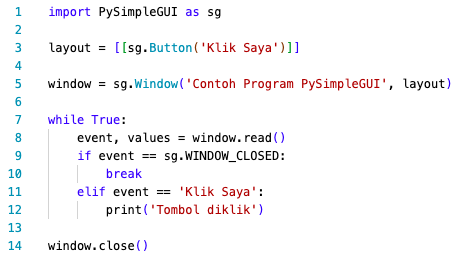 1 import PySimpleGUI as sg
2
3 layout = [[sg.Button('Klik Saya')]]
4
5 window = sg.Window('Contoh Program PySimpleGUI', layout)
6
7 while True:
8     event, values = window.read()
9     if event == sg.WINDOW_CLOSED:
10         break
11     elif event == 'Klik Saya':
12         print('Tombol diklik')
13
14 window.close()